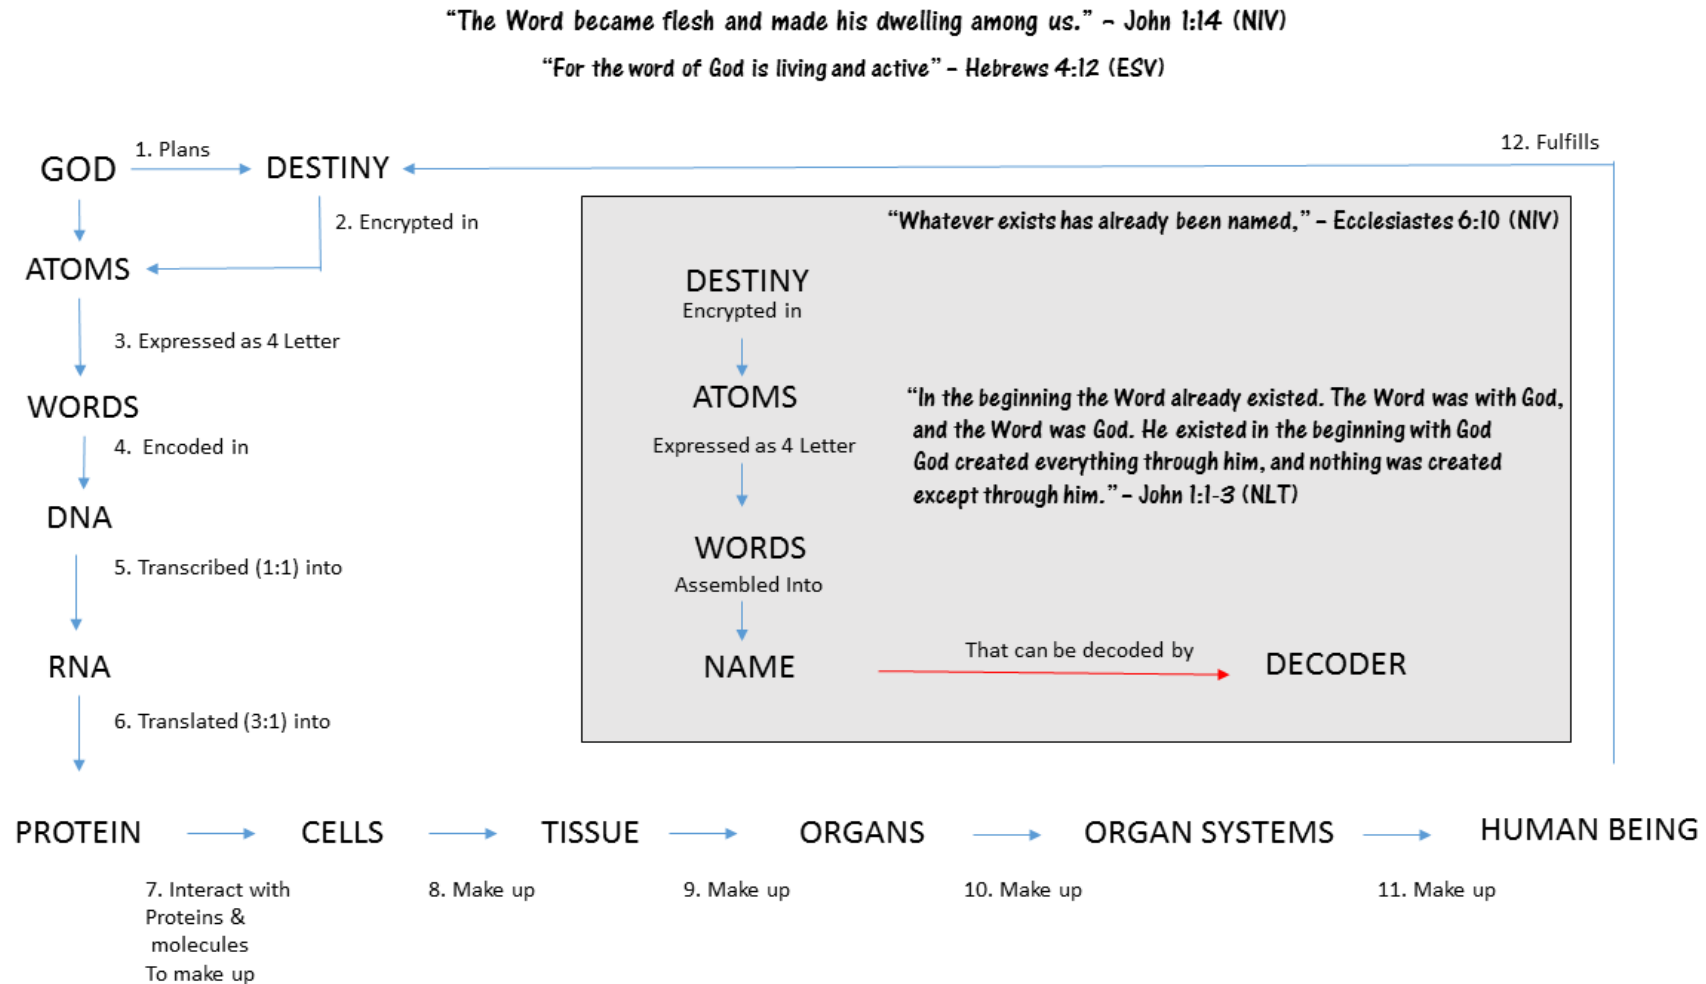 “The Word became flesh and made his dwelling among us.” ~ John 1:14 (NIV)
“For the word of God is living and active” – Hebrews 4:12 (ESV)
1. Plans
12. Fulfills
GOD
DESTINY
2. Encrypted in
ATOMS
3. Expressed as 4 Letter
WORDS
4. Encoded in
DNA
5. Transcribed (1:1) into
RNA
6. Translated (3:1) into
“Whatever exists has already been named,” – Ecclesiastes 6:10 (NIV)
DESTINY
Encrypted in
ATOMS
Expressed as 4 Letter
WORDS
Assembled Into
NAME
“In the beginning the Word already existed. The Word was with God,
and the Word was God. He existed in the beginning with God
God created everything through him, and nothing was created
except through him.” – John 1:1-3 (NLT)
That can be decoded by
DECODER
PROTEIN
CELLS
TISSUE
ORGANS
ORGAN SYSTEMS
HUMAN BEING
7. Interact with
Proteins &
molecules
To make up
8. Make up
9. Make up
10. Make up
11. Make up